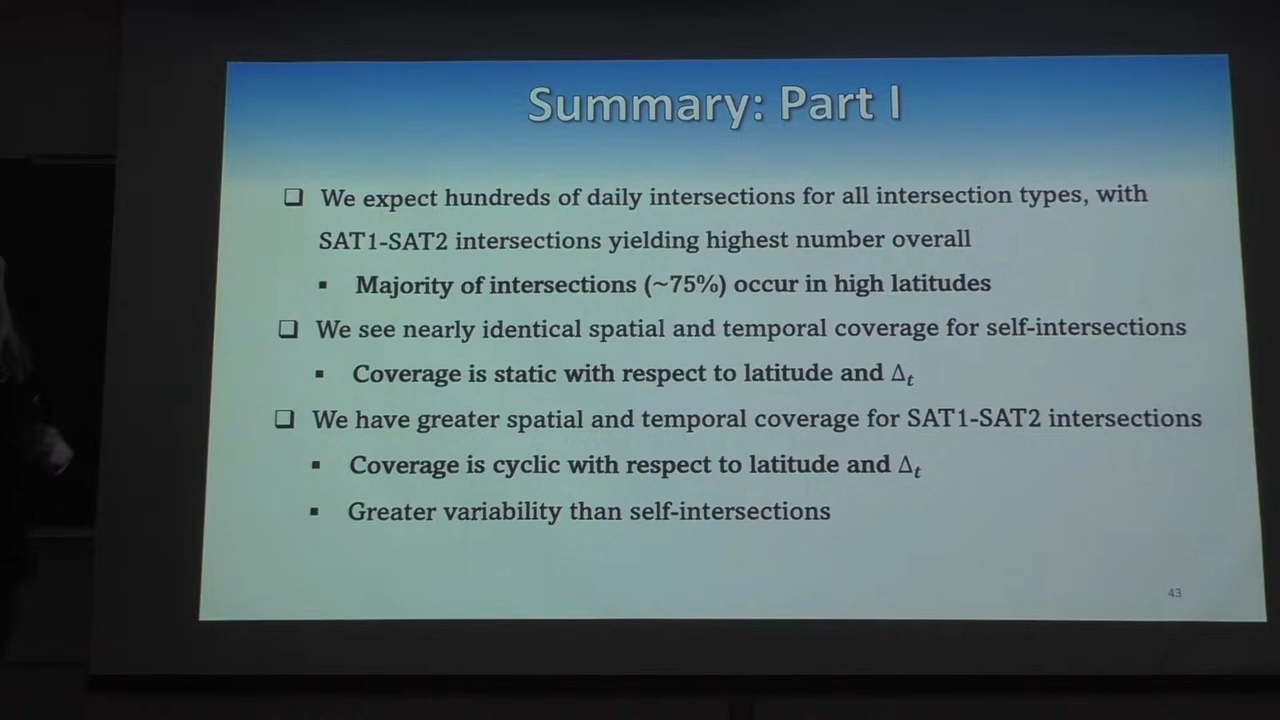 Summary: Part I
❑ We expect hundreds of daily intersections for all intersection types, with
SAT1-SAT2 intersections yielding highest number overall
▪ Majority of intersections (~75%) occur in high latitudes
❑ We see nearly identical spatial and temporal coverage for self-intersections
▪ Coverage is static with respect to latitude and Δₜ
❑ We have greater spatial and temporal coverage for SAT1-SAT2 intersections
▪ Coverage is cyclic with respect to latitude and Δₜ
▪ Greater variability than self-intersections
43